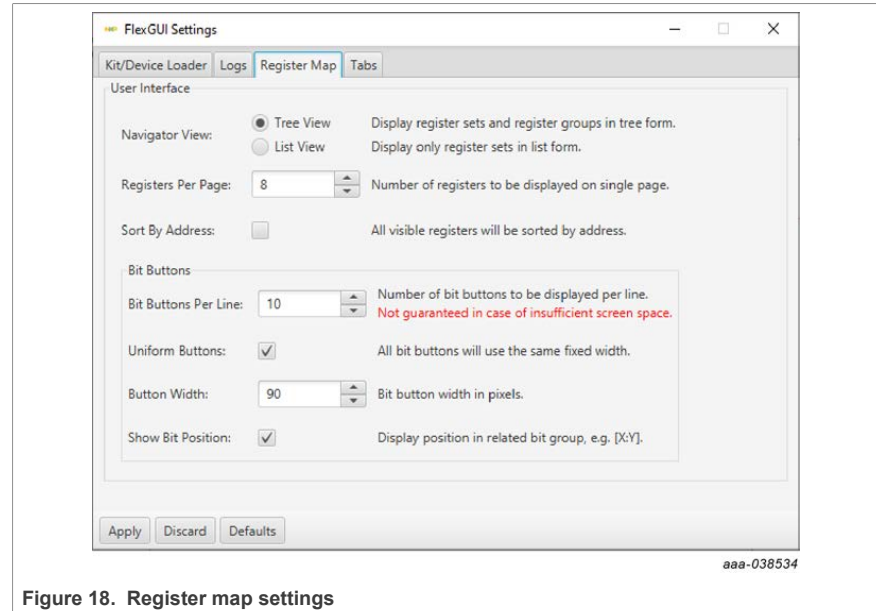 FlexGUI Settings
Kit/Device Loader Logs Register Map Tabs
User Interface
Navigator View:
Tree View Display register sets and register groups in tree form.
List View Display only register sets in list form.
Registers Per Page: 8 Number of registers to be displayed on single page.
Sort By Address: All visible registers will be sorted by address.
Bit Buttons
Bit Buttons Per Line: 10 Number of bit buttons to be displayed per line.
Not guaranteed in case of insufficient screen space.
Uniform Buttons: All bit buttons will use the same fixed width.
Button Width: 90 Bit button width in pixels.
Show Bit Position: Display position in related bit group, e.g. [X:Y].
Apply Discard Defaults
aaa-038534
Figure 18. Register map settings